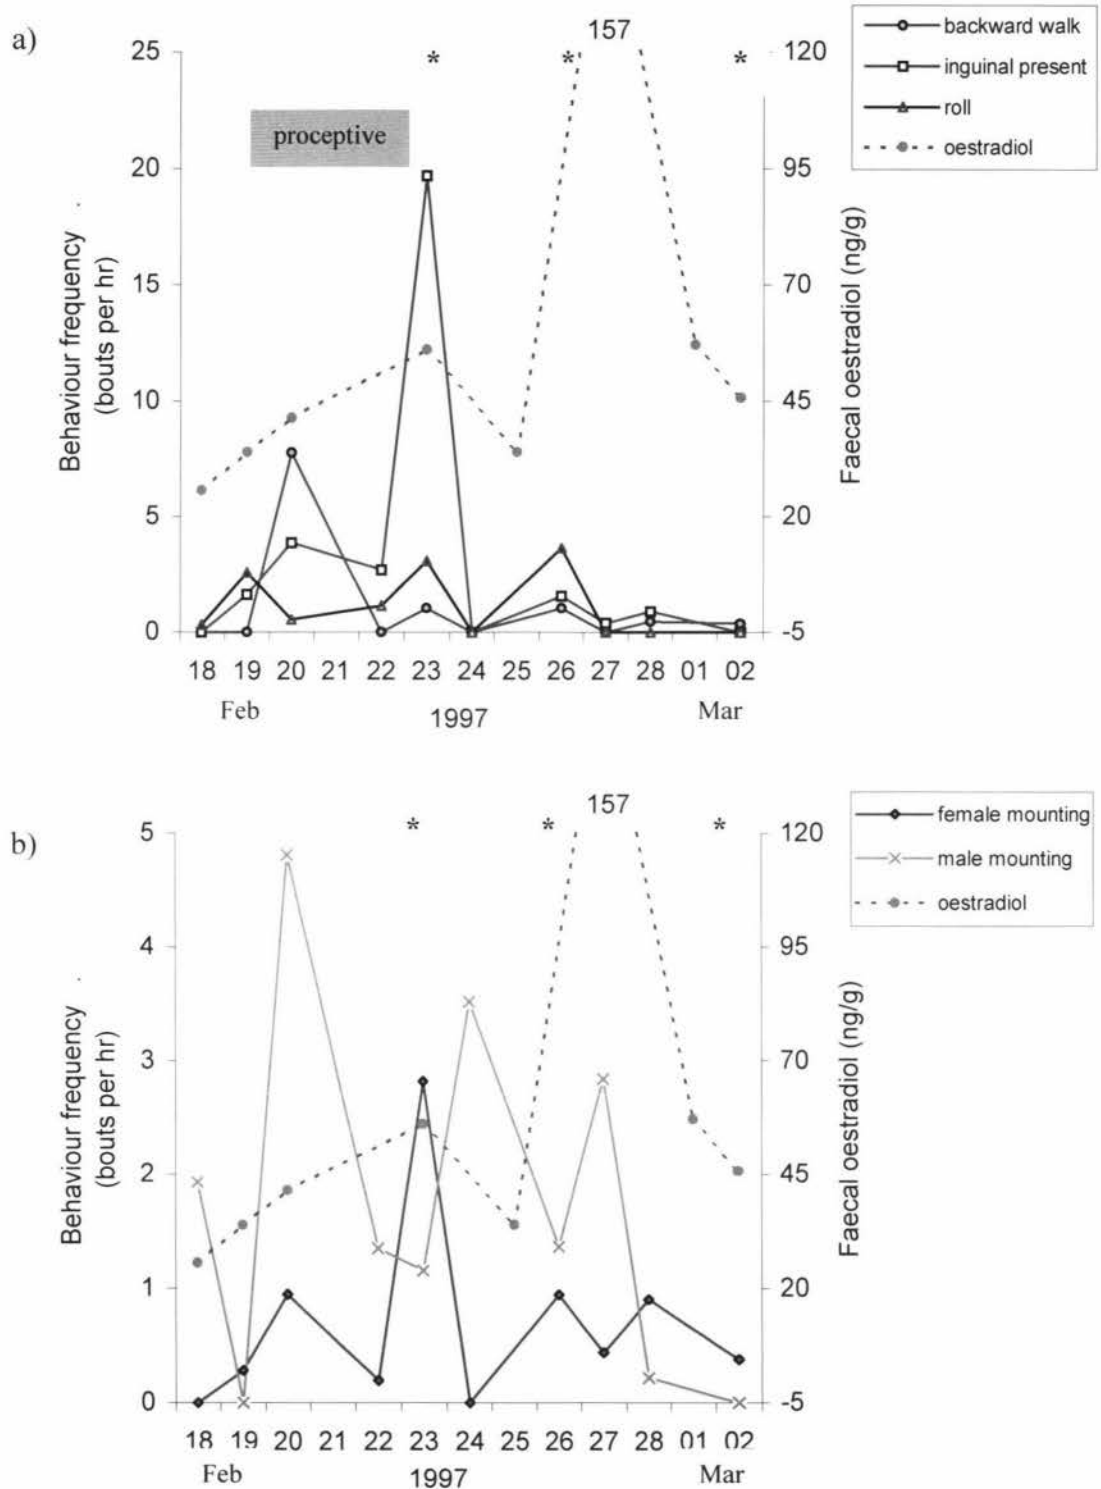 a)
157
backward walk
inguinal present
roll
oestradiol
* * *
proceptive
25
20
15
10
5
0
Behaviour frequency
(bouts per hr)
120
95
70
45
20
-5
Faecal oestradiol (ng/g)
18 19 20 21 22 23 24 25 26 27 28 01 02
Feb 1997 Mar
b)
157
female mounting
male mounting
oestradiol
* * *
5
4
3
2
1
0
Behaviour frequency
(bouts per hr)
120
95
70
45
20
-5
Faecal oestradiol (ng/g)
18 19 20 21 22 23 24 25 26 27 28 01 02
Feb 1997 Mar